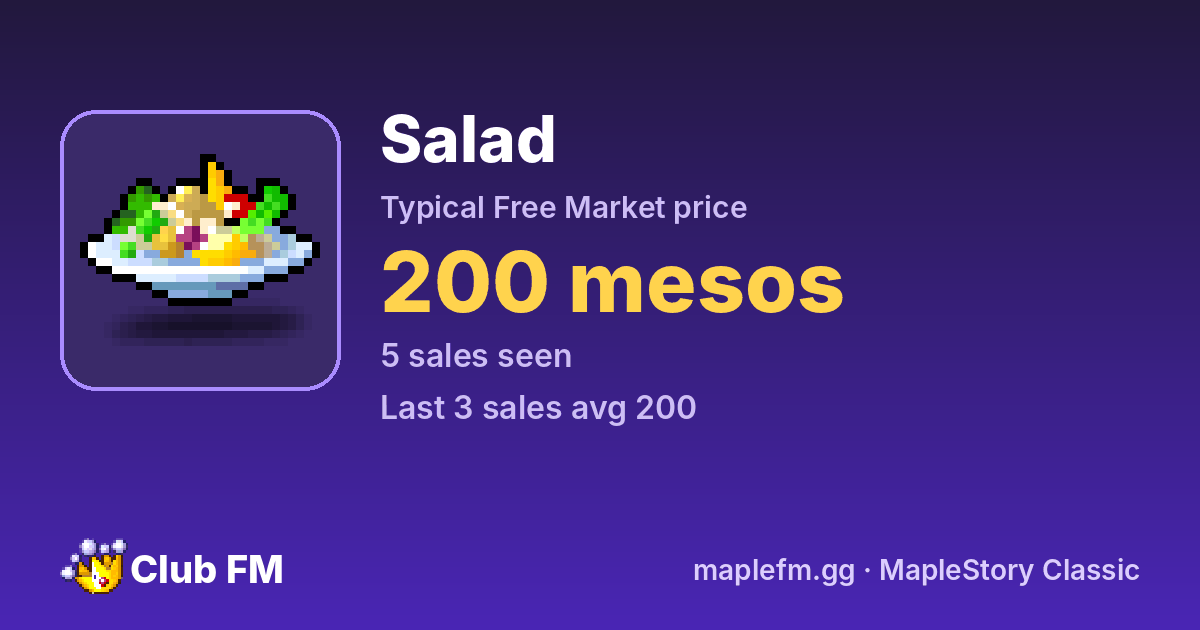 Salad
Typical Free Market price
200 mesos
5 sales seen
Last 3 sales avg 200
Club FM
maplefm.gg · MapleStory Classic